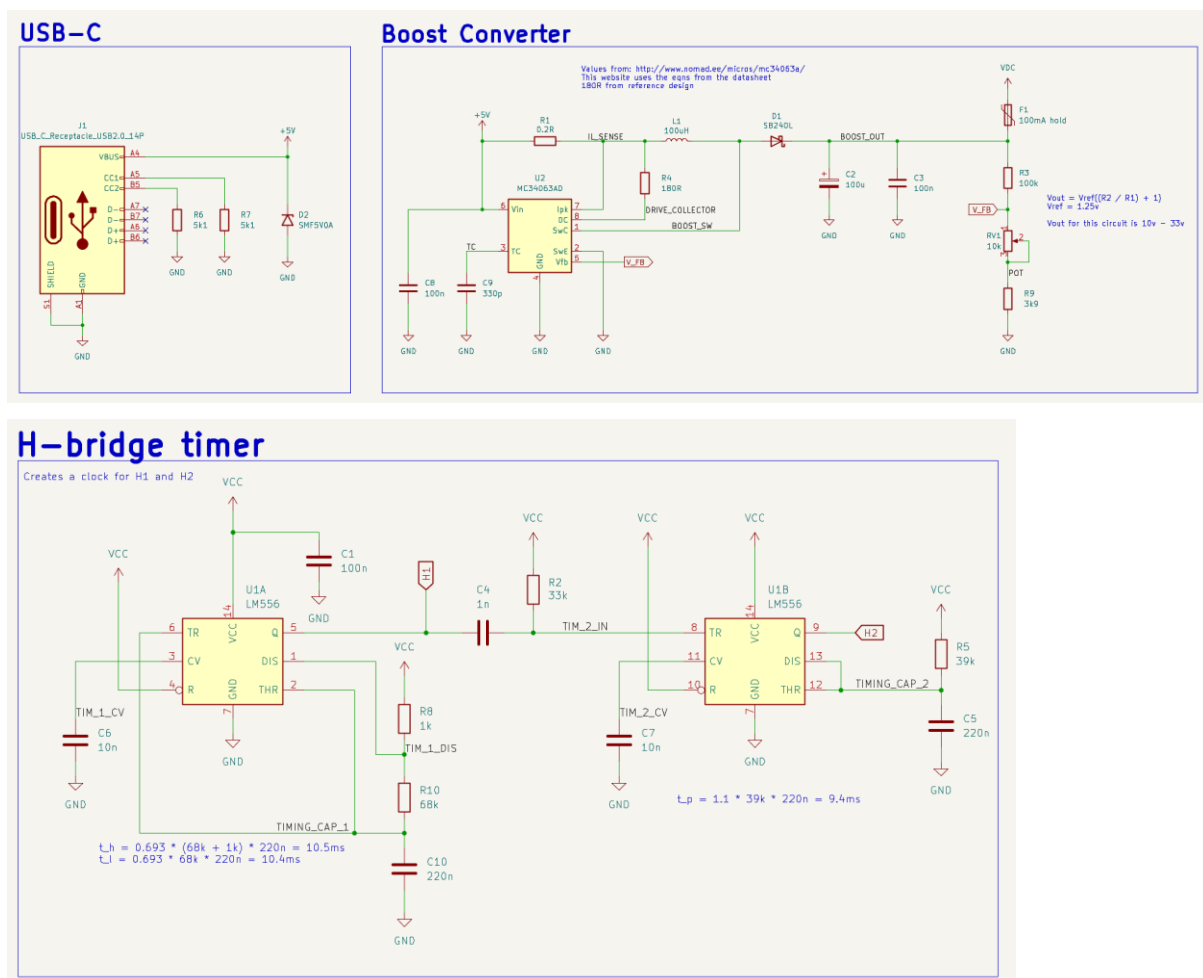 USB-C
J1
USB_C_Receptacle_USB2.0_14P
VBUS
A4
CC1
A5
CC2
B5
D-
A7
D-
B7
D+
A6
D+
B6
SHIELD
GND
S1
A1
GND
R6
5k1
GND
R7
5k1
GND
+5V
D2
SMF5V0A
GND
Boost Converter
Values from: http://www.nomad.ee/micros/mc34063a/
This website uses the eqns from the datasheet
180R from reference design
+5V
R1
0.2R
IL_SENSE
L1
100uH
D1
SB240L
BOOST_OUT
VDC
F1
100mA hold
U2
MC34063AD
R4
180R
6
Vin
Ipk
7
DC
8
DRIVE_COLLECTOR
SwC
1
BOOST_SW
TC
3
TC
SwE
2
Vfb
V_FB
GND
4
C8
100n
GND
C9
330p
GND
GND
GND
C2
100u
GND
C3
100n
GND
R3
100k
V_FB
Vout = Vref((R2 / R1) + 1)
Vref = 1.25v
Vout for this circuit is 10v - 33v
RV1
10k
1
2
3
POT
R9
3k9
GND
H-bridge timer
Creates a clock for H1 and H2
VCC
VCC
C1
100n
GND
U1A
LM556
14
VCC
6
TR
Q
5
3
CV
DIS
1
4
R
THR
2
GND
7
GND
TIM_1_CV
C6
10n
GND
H1
C4
1n
VCC
R2
33k
TIM_2_IN
VCC
R8
1k
TIM_1_DIS
R10
68k
TIMING_CAP_1
C10
220n
GND
t_h = 0.693 * (68k + 1k) * 220n = 10.5ms
t_l = 0.693 * 68k * 220n = 10.4ms
VCC
VCC
U1B
LM556
14
VCC
8
TR
Q
9
H2
11
CV
DIS
13
10
R
THR
12
GND
7
GND
TIM_2_CV
C7
10n
GND
VCC
R5
39k
TIMING_CAP_2
C5
220n
GND
t_p = 1.1 * 39k * 220n = 9.4ms